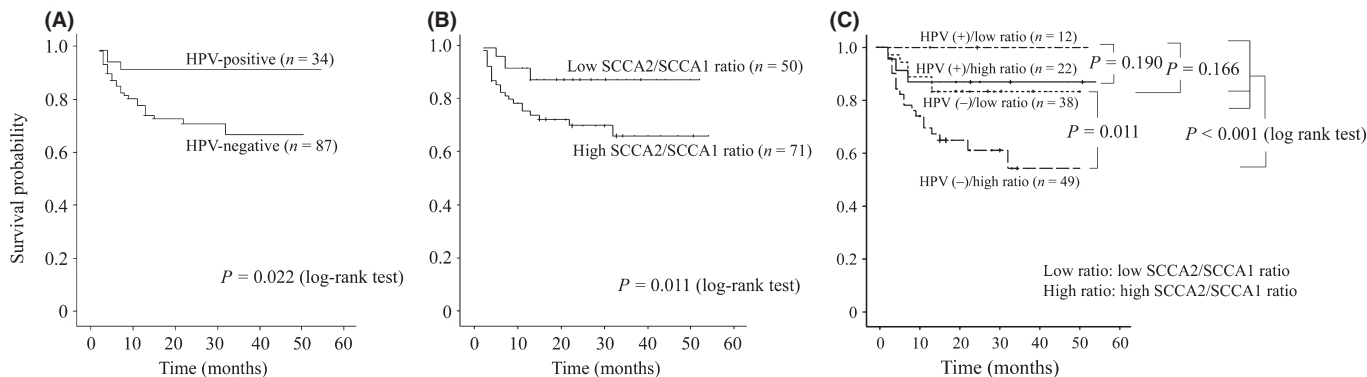 (A)
Survival probability
1.0
0.8
0.6
0.4
0.2
0
HPV-positive (n = 34)
HPV-negative (n = 87)
P = 0.022 (log-rank test)
0 10 20 30 40 50 60
Time (months)
(B)
1.0
0.8
0.6
0.4
0.2
0
Low SCCA2/SCCA1 ratio (n = 50)
High SCCA2/SCCA1 ratio (n = 71)
P = 0.011 (log-rank test)
0 10 20 30 40 50 60
Time (months)
(C)
1.0
0.8
0.6
0.4
0.2
0
HPV (+)/low ratio (n = 12)
HPV (+)/high ratio (n = 22)
HPV (–)/low ratio (n = 38)
HPV (–)/high ratio (n = 49)
P = 0.190
P = 0.166
P = 0.011
P < 0.001 (log rank test)
Low ratio: low SCCA2/SCCA1 ratio
High ratio: high SCCA2/SCCA1 ratio
0 10 20 30 40 50 60
Time (months)